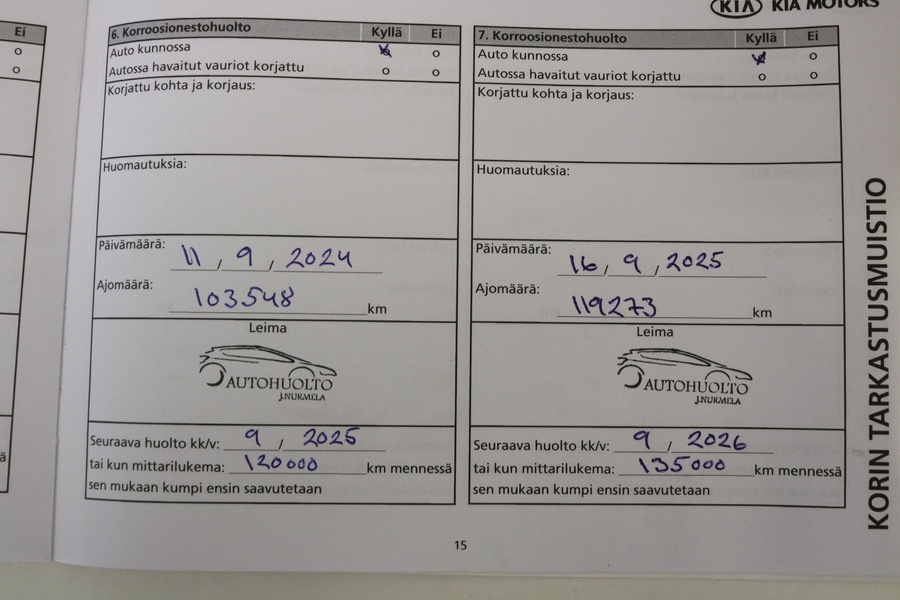 KIA KIA MOTORS
Ei
o
o
ä
6. Korroosionestohuolto Kyllä Ei
Auto kunnossa o
Autossa havaitut vauriot korjattu o o
Korjattu kohta ja korjaus:
Huomautuksia:
Päivämäärä: 11, 9, 2024
Ajomäärä: 103548 km
Leima
AUTOHUOLTO
J.NURMELA
Seuraava huolto kk/v: 9, 2025
tai kun mittarilukema: 120000 km mennessä
sen mukaan kumpi ensin saavutetaan
7. Korroosionestohuolto Kyllä Ei
Auto kunnossa o
Autossa havaitut vauriot korjattu o o
Korjattu kohta ja korjaus:
Huomautuksia:
Päivämäärä: 16, 9, 2025
Ajomäärä: 119273 km
Leima
AUTOHUOLTO
J.NURMELA
Seuraava huolto kk/v: 9, 2026
tai kun mittarilukema: 135000 km mennessä
sen mukaan kumpi ensin saavutetaan
KORIN TARKASTUSMUISTIO
15